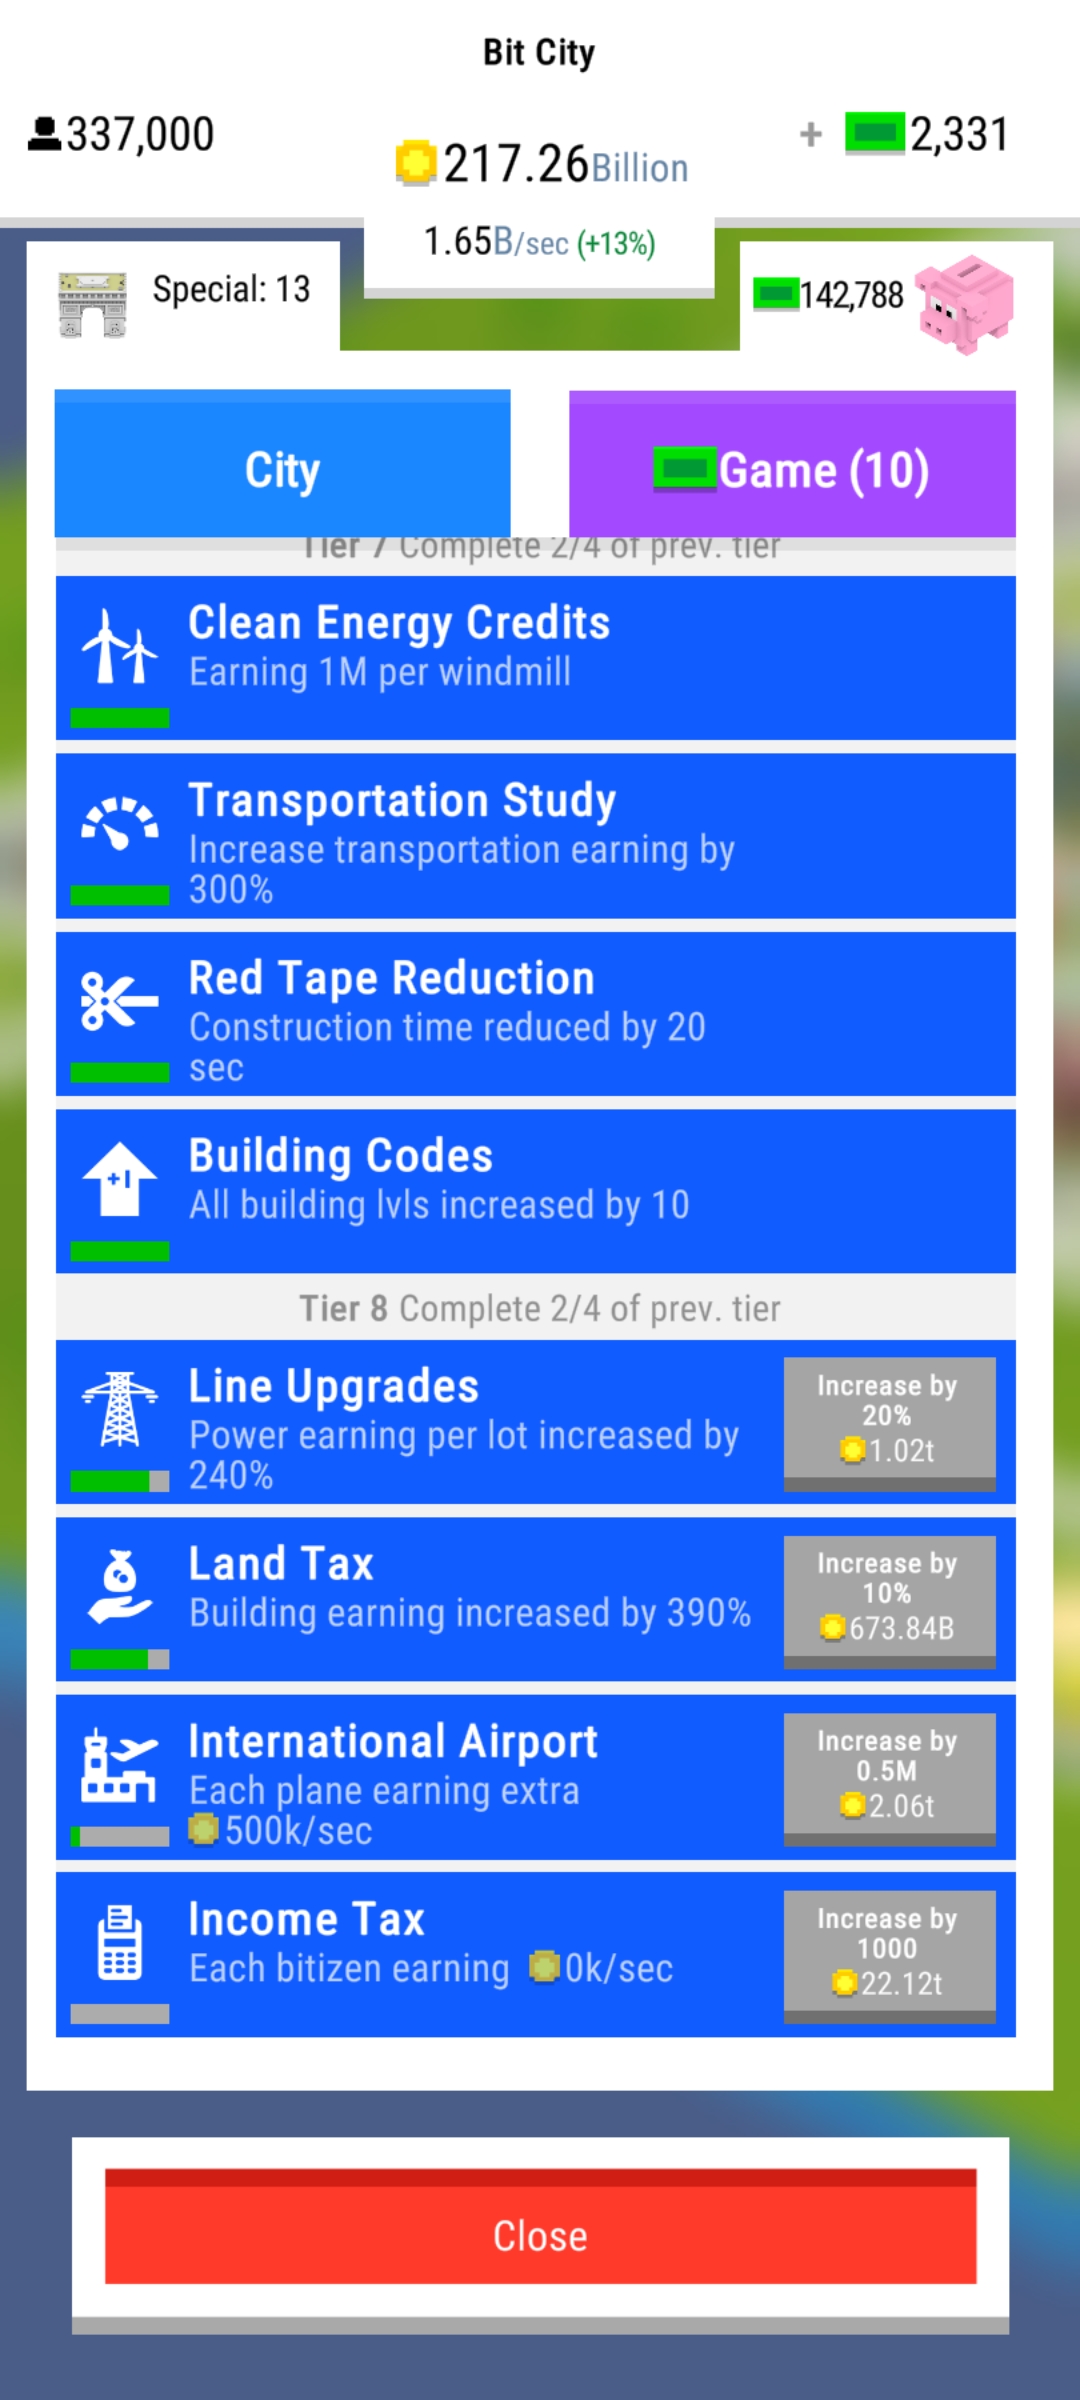 Bit City
337,000
217.26Billion
+ 2,331
1.65B/sec (+13%)
Special: 13
142,788
City
Game (10)
Tier 7 Complete 2/4 of prev. tier
Clean Energy Credits
Earning 1M per windmill
Transportation Study
Increase transportation earning by
300%
Red Tape Reduction
Construction time reduced by 20
sec
+1
Building Codes
All building lvls increased by 10
Tier 8 Complete 2/4 of prev. tier
Line Upgrades
Power earning per lot increased by
240%
Increase by
20%
1.02t
Land Tax
Building earning increased by 390%
Increase by
10%
673.84B
International Airport
Each plane earning extra
500k/sec
Increase by
0.5M
2.06t
Income Tax
Each bitizen earning 0k/sec
Increase by
1000
22.12t
Close